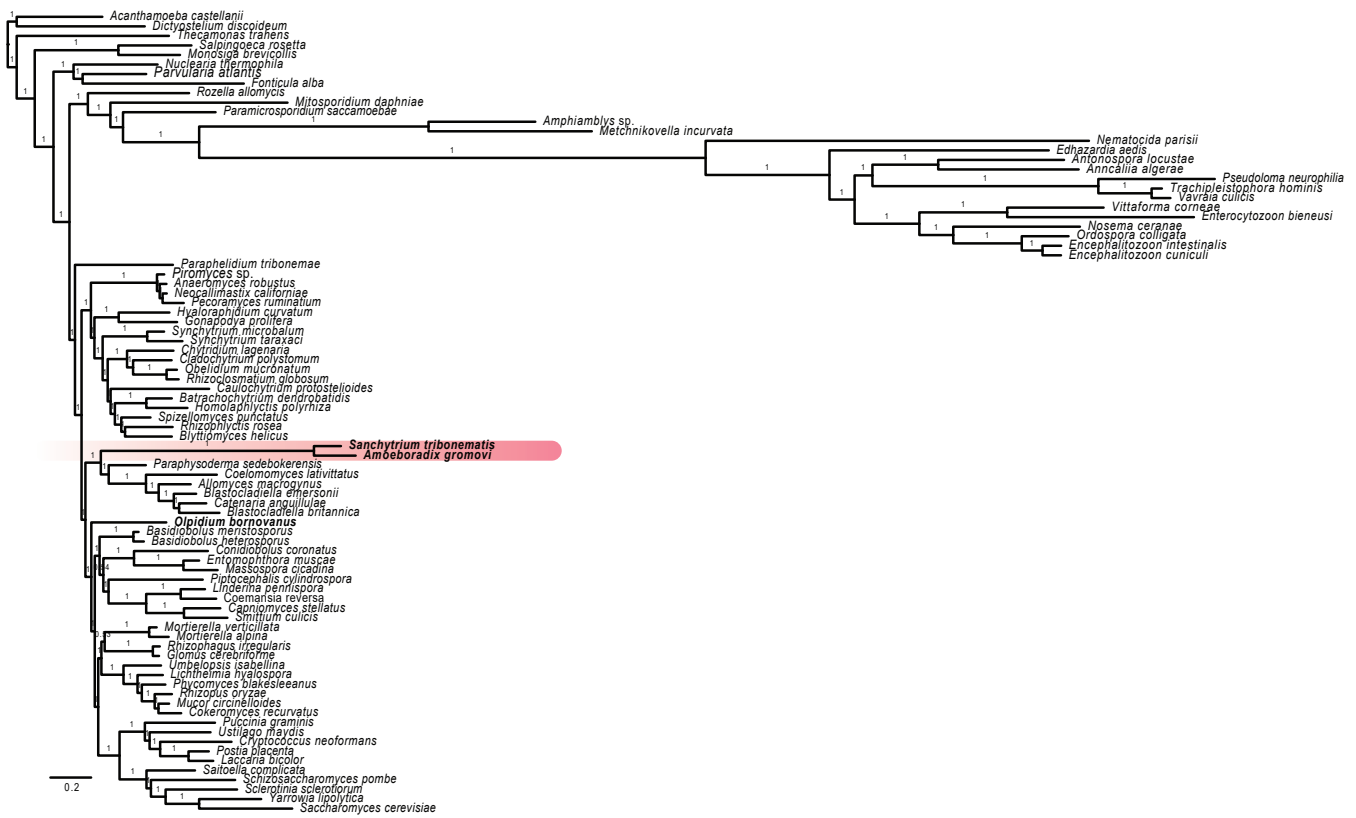 Acanthamoeba castellanii
Dictyostelium discoideum
Thecamonas trahens
Salpingoeca rosetta
Monosiga brevicollis
Nuclearia thermophila
Parvularia atlantis
Fonticula alba
Rozella allomycis
Mitosporidium daphniae
Paramicrosporidium saccamoebae
Amphiamblys sp.
Metchnikovella incurvata
Nematocida parisii
Edhazardia aedis
Antonospora locustae
Anncaliia algerae
Pseudoloma neurophilia
Trachipleistophora hominis
Vavraia culicis
Vittaforma corneae
Enterocytozoon bieneusi
Nosema ceranae
Ordospora colligata
Encephalitozoon intestinalis
Encephalitozoon cuniculi
Paraphelidium tribonemae
Piromyces sp.
Anaeromyces robustus
Neocallimastix californiae
Pecoramyces ruminatium
Hyaloraphidium curvatum
Gonapodya prolifera
Synchytrium microbalum
Synchytrium taraxaci
Chytridium lagenaria
Cladochytrium polystomum
Obelidium mucronatum
Rhizoclosmatium globosum
Caulochytrium protostelioides
Batrachochytrium dendrobatidis
Homolaphlyctis polyrhiza
Spizellomyces punctatus
Rhizophlyctis rosea
Blyttiomyces helicus
Sanchytrium tribonematis
Amoeboradix gromovi
Paraphysoderma sedebokerensis
Coelomomyces lativittatus
Allomyces macrogynus
Blastocladiella emersonii
Catenaria anguillulae
Blastocladiella britannica
Olpidium bornovanus
Basidiobolus meristosporus
Basidiobolus heterosporus
Conidiobolus coronatus
Entomophthora muscae
Massospora cicadina
Piptocephalis cylindrospora
Linderina pennispora
Coemansia reversa
Capniomyces stellatus
Smittium culicis
Mortierella verticillata
Mortierella alpina
Rhizophagus irregularis
Glomus cerebriforme
Umbelopsis isabellina
Lichtheimia hyalospora
Phycomyces blakesleeanus
Rhizopus oryzae
Mucor circinelloides
Cokeromyces recurvatus
Puccinia graminis
Ustilago maydis
Cryptococcus neoformans
Postia placenta
Laccaria bicolor
Saitoella complicata
Schizosaccharomyces pombe
Sclerotinia sclerotiorum
Yarrowia lipolytica
Saccharomyces cerevisiae
0.2